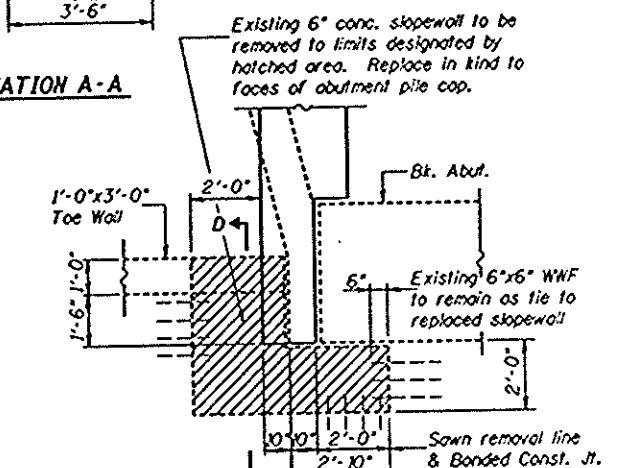 3'-6"
ATION A-A
Existing 6" conc. slopewall to be
removed to limits designated by
hatched area. Replace in kind to
faces of abutment pile cap.
2'-0"
Bk. Abut.
1'-0"x3'-0"
Toe Wall
D
1'-0"
1'-6"
6"
Existing 6"x6" WWF
to remain as tie to
replaced slopewall
2'-0"
10" 10" 2'-0"
2'-10"
Sawn removal line
& Bonded Const. Jt.